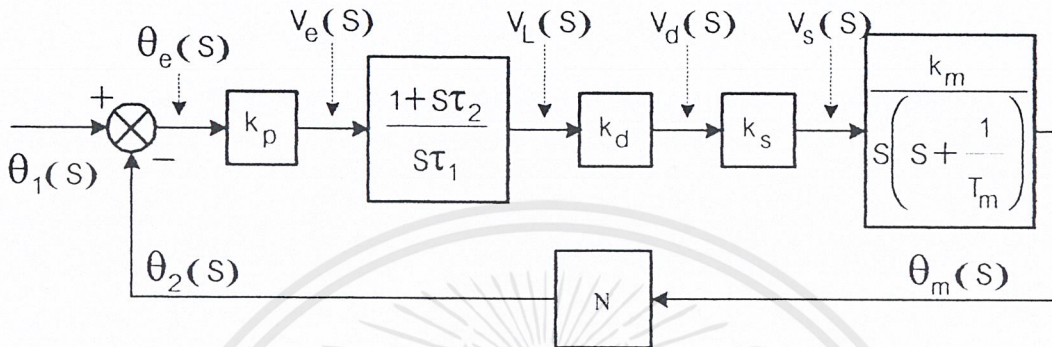 θe(S)
Ve(S)
VL(S)
Vd(S)
Vs(S)
+
−
θ1(S)
kp
1+Sτ2
Sτ1
kd
ks
km
S(S + 1/Tm)
θ2(S)
N
θm(S)